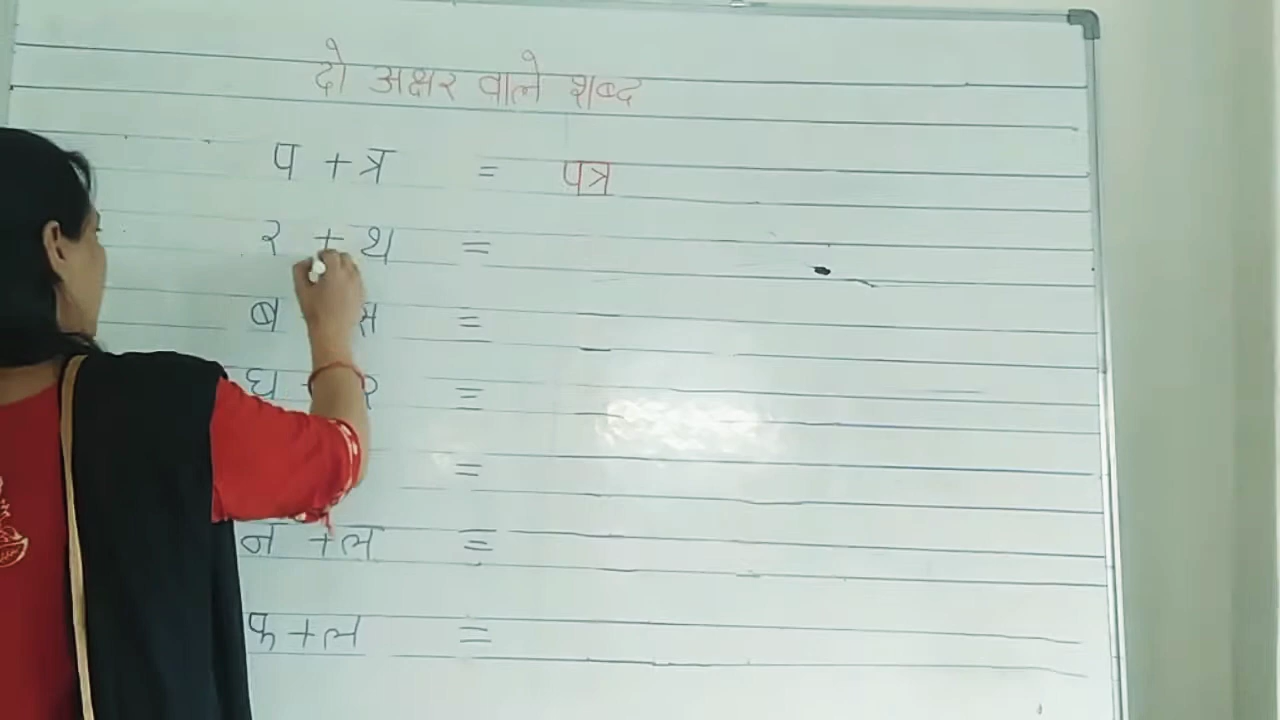 दो अक्षर वाले शब्द
प + त्र = पत्र
र + थ =
ब स =
घ + र =
=
न + ल =
फ + ल =